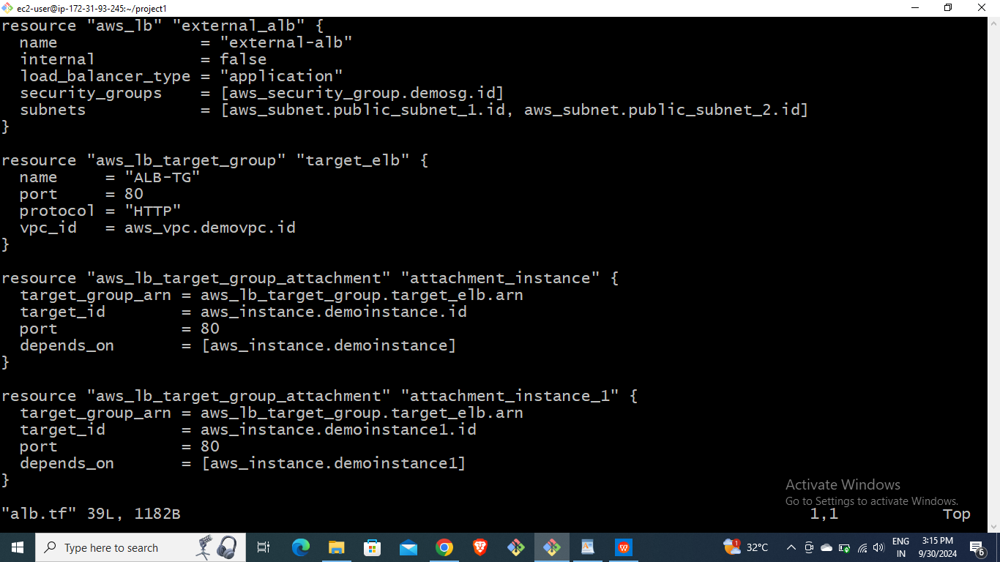 ec2-user@ip-172-31-93-245:~/project1
resource "aws_lb" "external_alb" {
  name               = "external-alb"
  internal           = false
  load_balancer_type = "application"
  security_groups    = [aws_security_group.demosg.id]
  subnets            = [aws_subnet.public_subnet_1.id, aws_subnet.public_subnet_2.id]
}
resource "aws_lb_target_group" "target_elb" {
  name     = "ALB-TG"
  port     = 80
  protocol = "HTTP"
  vpc_id   = aws_vpc.demovpc.id
}
resource "aws_lb_target_group_attachment" "attachment_instance" {
  target_group_arn = aws_lb_target_group.target_elb.arn
  target_id        = aws_instance.demoinstance.id
  port             = 80
  depends_on       = [aws_instance.demoinstance]
}
resource "aws_lb_target_group_attachment" "attachment_instance_1" {
  target_group_arn = aws_lb_target_group.target_elb.arn
  target_id        = aws_instance.demoinstance1.id
  port             = 80
  depends_on       = [aws_instance.demoinstance1]
}
Activate Windows
Go to Settings to activate Windows.
"alb.tf" 39L, 1182B 1,1 Top
Type here to search
1
32°C
W
ENG
IN
3:15 PM
9/30/2024
6